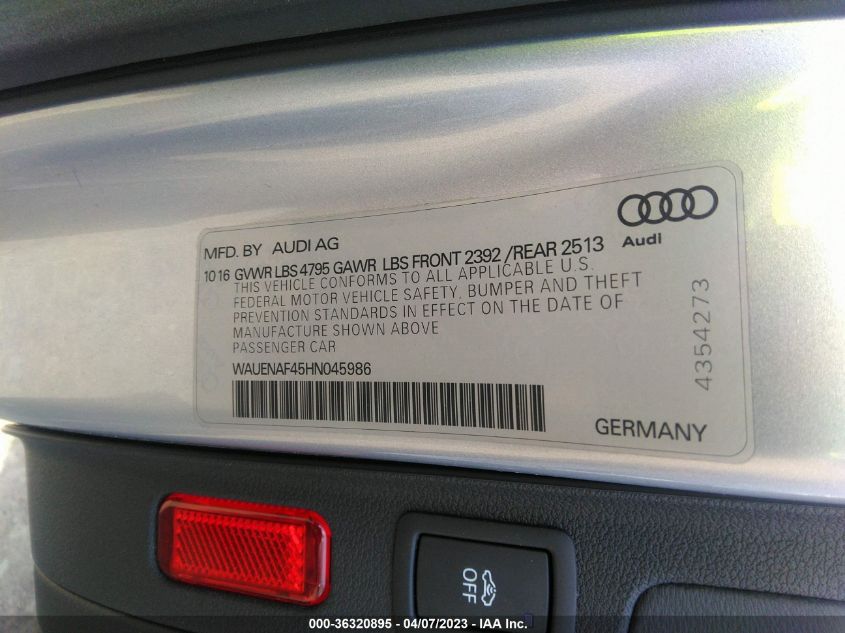 MFD. BY AUDI AG
10 16 GVWR LBS 4795 GAWR LBS FRONT 2392 /REAR 2513
THIS VEHICLE CONFORMS TO ALL APPLICABLE U.S.
FEDERAL MOTOR VEHICLE SAFETY, BUMPER AND THEFT
PREVENTION STANDARDS IN EFFECT ON THE DATE OF
MANUFACTURE SHOWN ABOVE
PASSENGER CAR
WAUENAF45HN045986
Audi
4354273
GERMANY
OFF
000-36320895 - 04/07/2023 - IAA Inc.